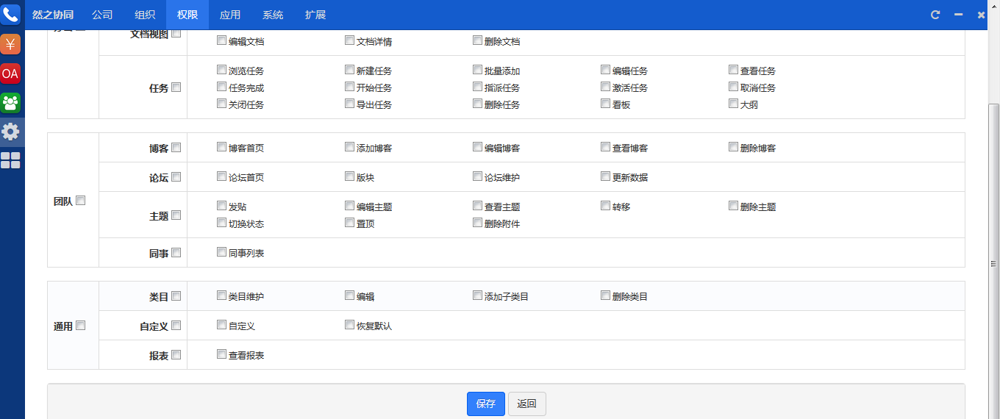 然之协同 公司 组织 权限 应用 系统 扩展
文档视图
编辑文档 文档详情 删除文档
¥
OA
任务 浏览任务 新建任务 批量添加 编辑任务 查看任务
任务完成 开始任务 指派任务 激活任务 取消任务
关闭任务 导出任务 删除任务 看板 大纲
团队
博客 博客首页 添加博客 编辑博客 查看博客 删除博客
论坛 论坛首页 版块 论坛维护 更新数据
主题 发贴 编辑主题 查看主题 转移 删除主题
切换状态 置顶 删除附件
同事 同事列表
通用
类目 类目维护 编辑 添加子类目 删除类目
自定义 自定义 恢复默认
报表 查看报表
保存 返回